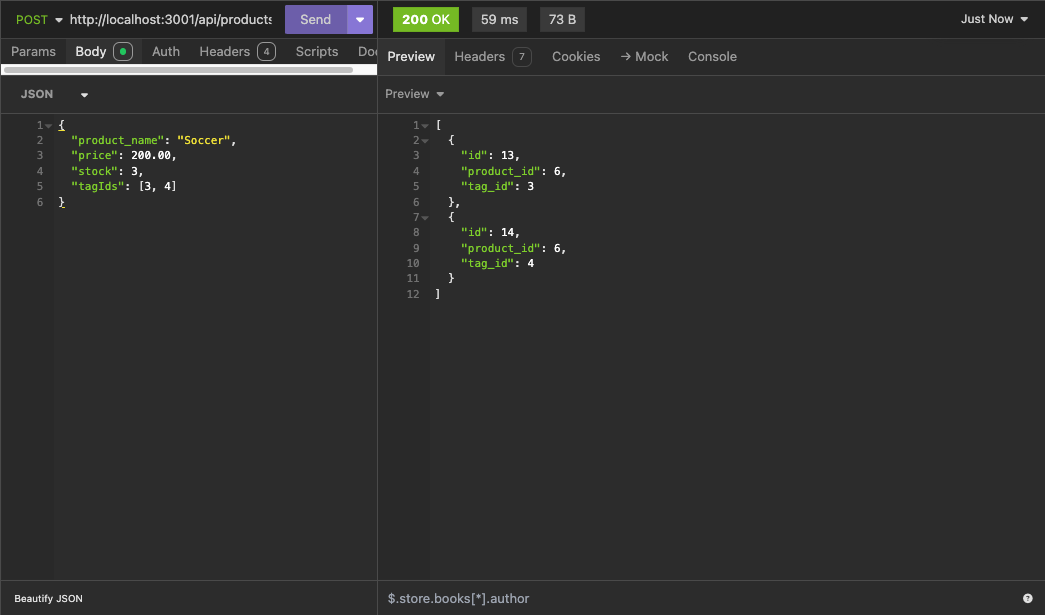 POST http://localhost:3001/api/products Send 200 OK 59 ms 73 B Just Now
Params Body Auth Headers 4 Scripts Doc
Preview Headers 7 Cookies → Mock Console
JSON
Preview
1 {
2 "product_name": "Soccer",
3 "price": 200.00,
4 "stock": 3,
5 "tagIds": [3, 4]
6 }
1 [
2 {
3 "id": 13,
4 "product_id": 6,
5 "tag_id": 3
6 },
7 {
8 "id": 14,
9 "product_id": 6,
10 "tag_id": 4
11 }
12 ]
Beautify JSON
$.store.books[*].author
?